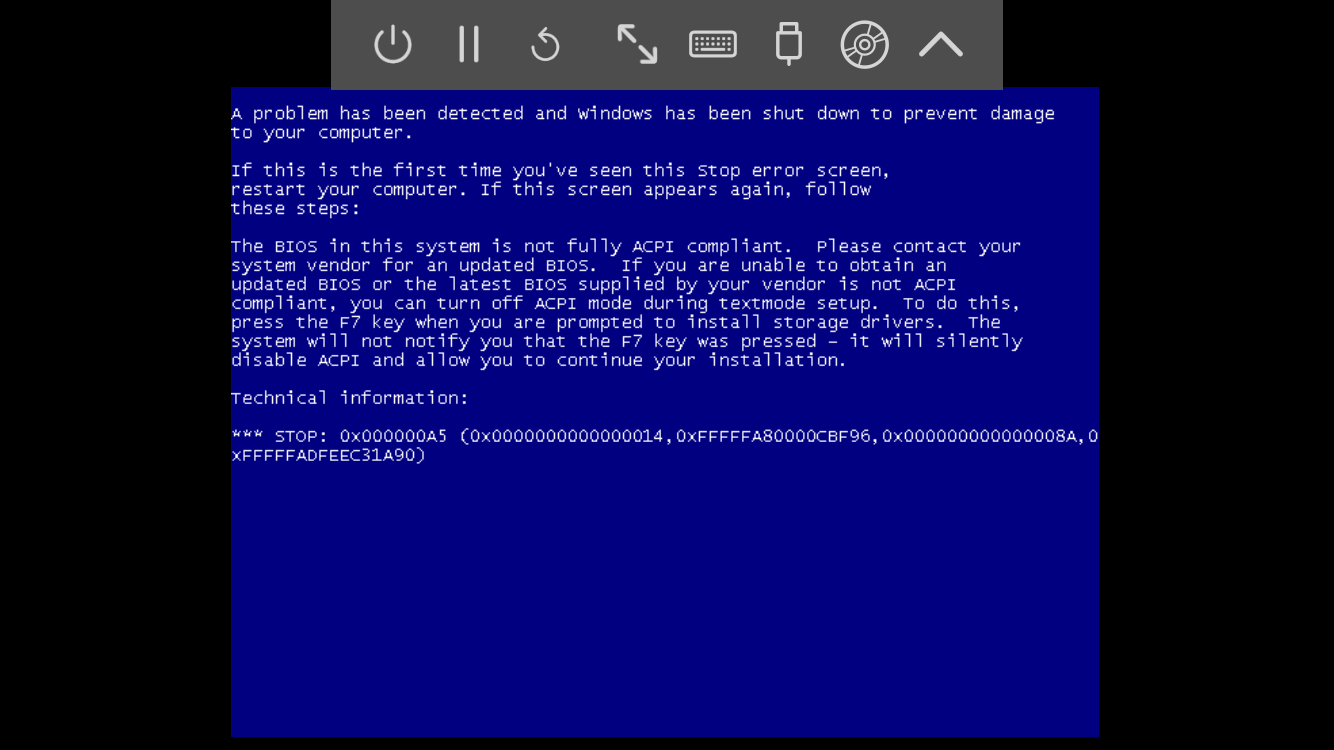 A problem has been detected and Windows has been shut down to prevent damage
to your computer.
If this is the first time you've seen this Stop error screen,
restart your computer. If this screen appears again, follow
these steps:
The BIOS in this system is not fully ACPI compliant.  Please contact your
system vendor for an updated BIOS.  If you are unable to obtain an
updated BIOS or the latest BIOS supplied by your vendor is not ACPI
compliant, you can turn off ACPI mode during textmode setup.  To do this,
press the F7 key when you are prompted to install storage drivers.  The
system will not notify you that the F7 key was pressed - it will silently
disable ACPI and allow you to continue your installation.
Technical information:
*** STOP: 0x000000A5 (0x0000000000000014,0xFFFFFA80000CBF96,0x000000000000008A,0
xFFFFFADFEEC31A90)